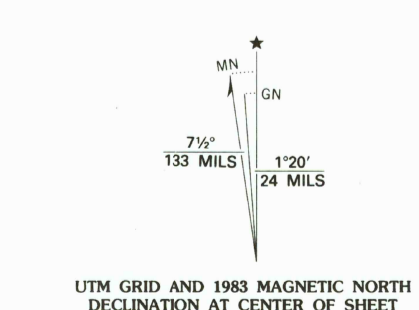 ★
MN
GN
7½°
133 MILS
1°20′
24 MILS
UTM GRID AND 1983 MAGNETIC NORTH
DECLINATION AT CENTER OF SHEET